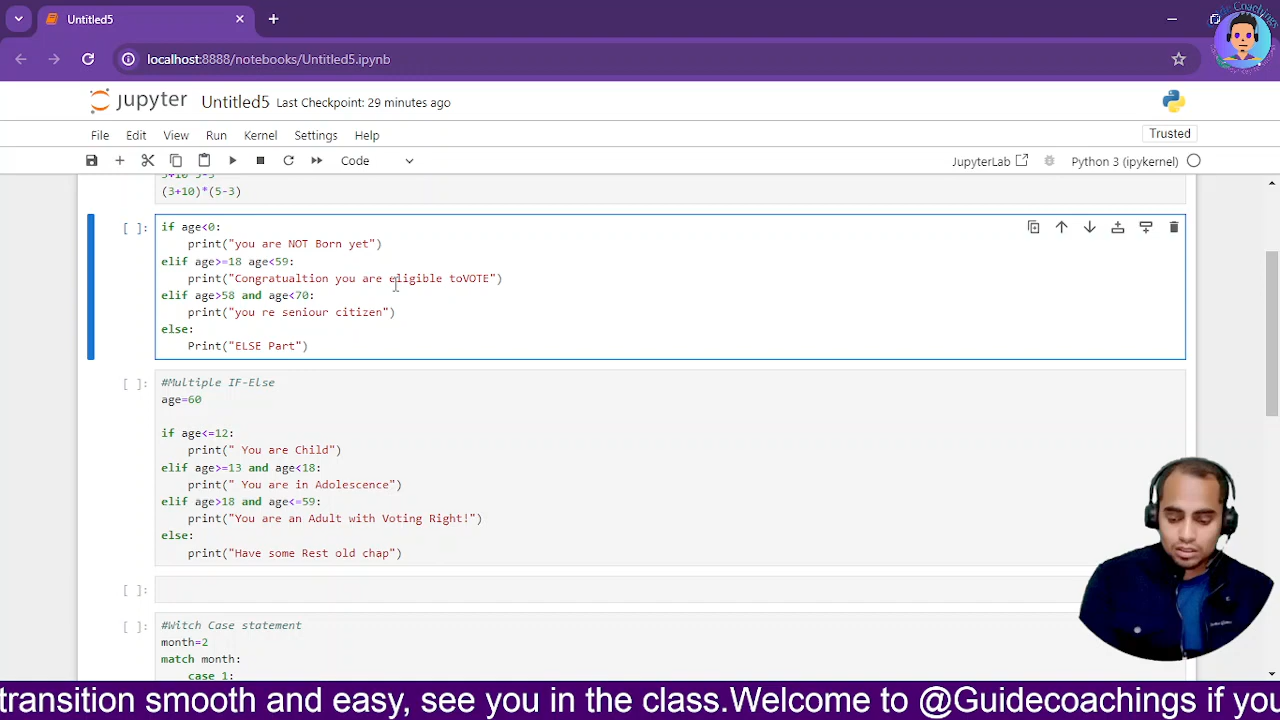 Untitled5
localhost:8888/notebooks/Untitled5.ipynb
jupyter Untitled5 Last Checkpoint: 29 minutes ago
File Edit View Run Kernel Settings Help
Trusted
Code
JupyterLab
Python 3 (ipykernel)
(3+10)*(5-3)
[ ]:
if age<0:
print("you are NOT Born yet")
elif age>=18 age<59:
print("Congratualtion you are eligible toVOTE")
elif age>58 and age<70:
print("you re seniour citizen")
else:
Print("ELSE Part")
[ ]:
#Multiple IF-Else
age=60
if age<=12:
print(" You are Child")
elif age>=13 and age<18:
print(" You are in Adolescence")
elif age>18 and age<=59:
print("You are an Adult with Voting Right!")
else:
print("Have some Rest old chap")
[ ]:
[ ]:
#Witch Case statement
month=2
match month:
case 1:
transition smooth and easy, see you in the class.Welcome to @Guidecoachings if you